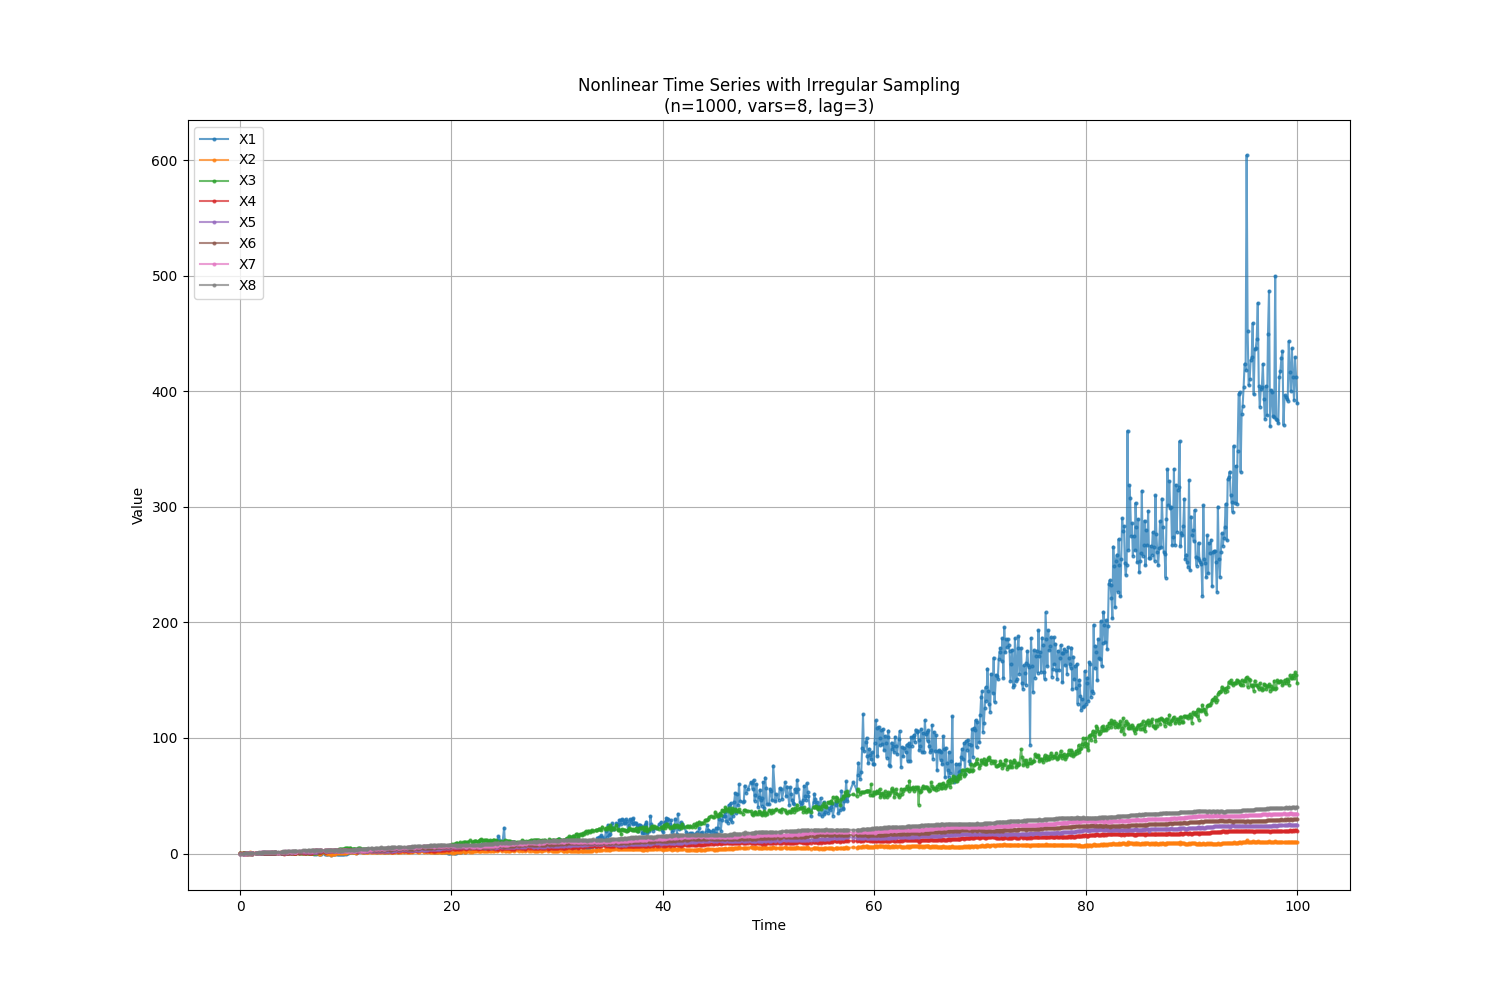 Nonlinear Time Series with Irregular Sampling
(n=1000, vars=8, lag=3)
X1
X2
X3
X4
X5
X6
X7
X8
Value
600
500
400
300
200
100
0
0 20 40 60 80 100
Time